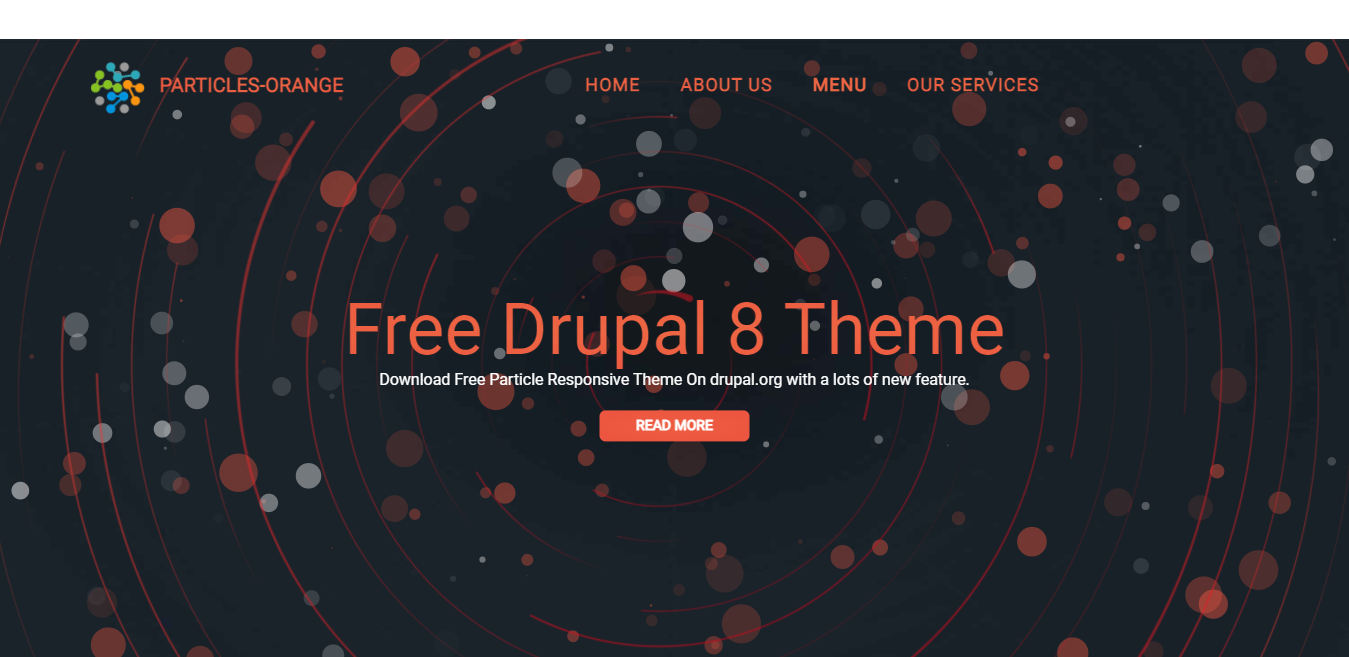 PARTICLES-ORANGE
HOME ABOUT US MENU OUR SERVICES
Free Drupal 8 Theme
Download Free Particle Responsive Theme On drupal.org with a lots of new feature.
READ MORE